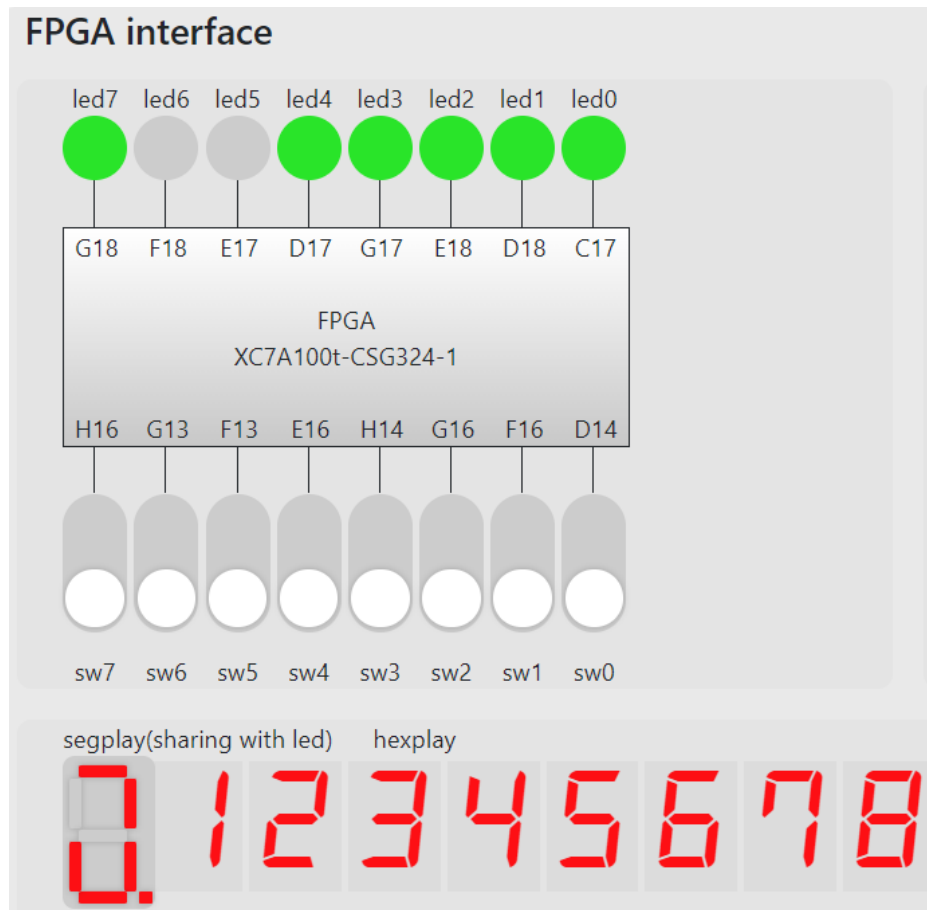 FPGA interface
led7 led6 led5 led4 led3 led2 led1 led0
G18 F18 E17 D17 G17 E18 D18 C17
FPGA
XC7A100t-CSG324-1
H16 G13 F13 E16 H14 G16 F16 D14
sw7 sw6 sw5 sw4 sw3 sw2 sw1 sw0
segplay(sharing with led) hexplay
1 2 3 4 5 6 7 8